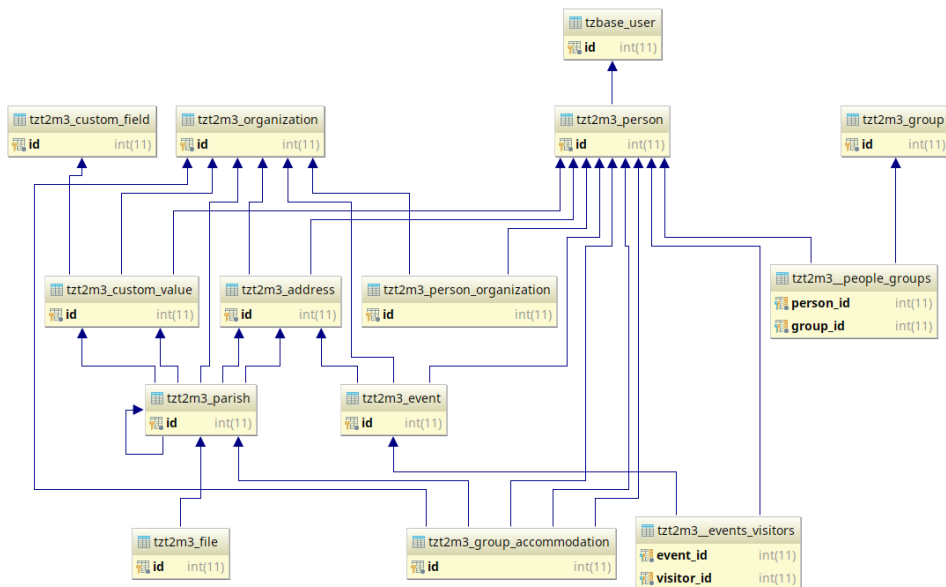 tzbase_user
id int(11)
tzt2m3_custom_field
id int(11)
tzt2m3_organization
id int(11)
tzt2m3_person
id int(11)
tzt2m3_group
id int(11)
tzt2m3_custom_value
id int(11)
tzt2m3_address
id int(11)
tzt2m3_person_organization
id int(11)
tzt2m3__people_groups
person_id int(11)
group_id int(11)
tzt2m3_parish
id int(11)
tzt2m3_event
id int(11)
tzt2m3_file
id int(11)
tzt2m3_group_accommodation
id int(11)
tzt2m3__events_visitors
event_id int(11)
visitor_id int(11)